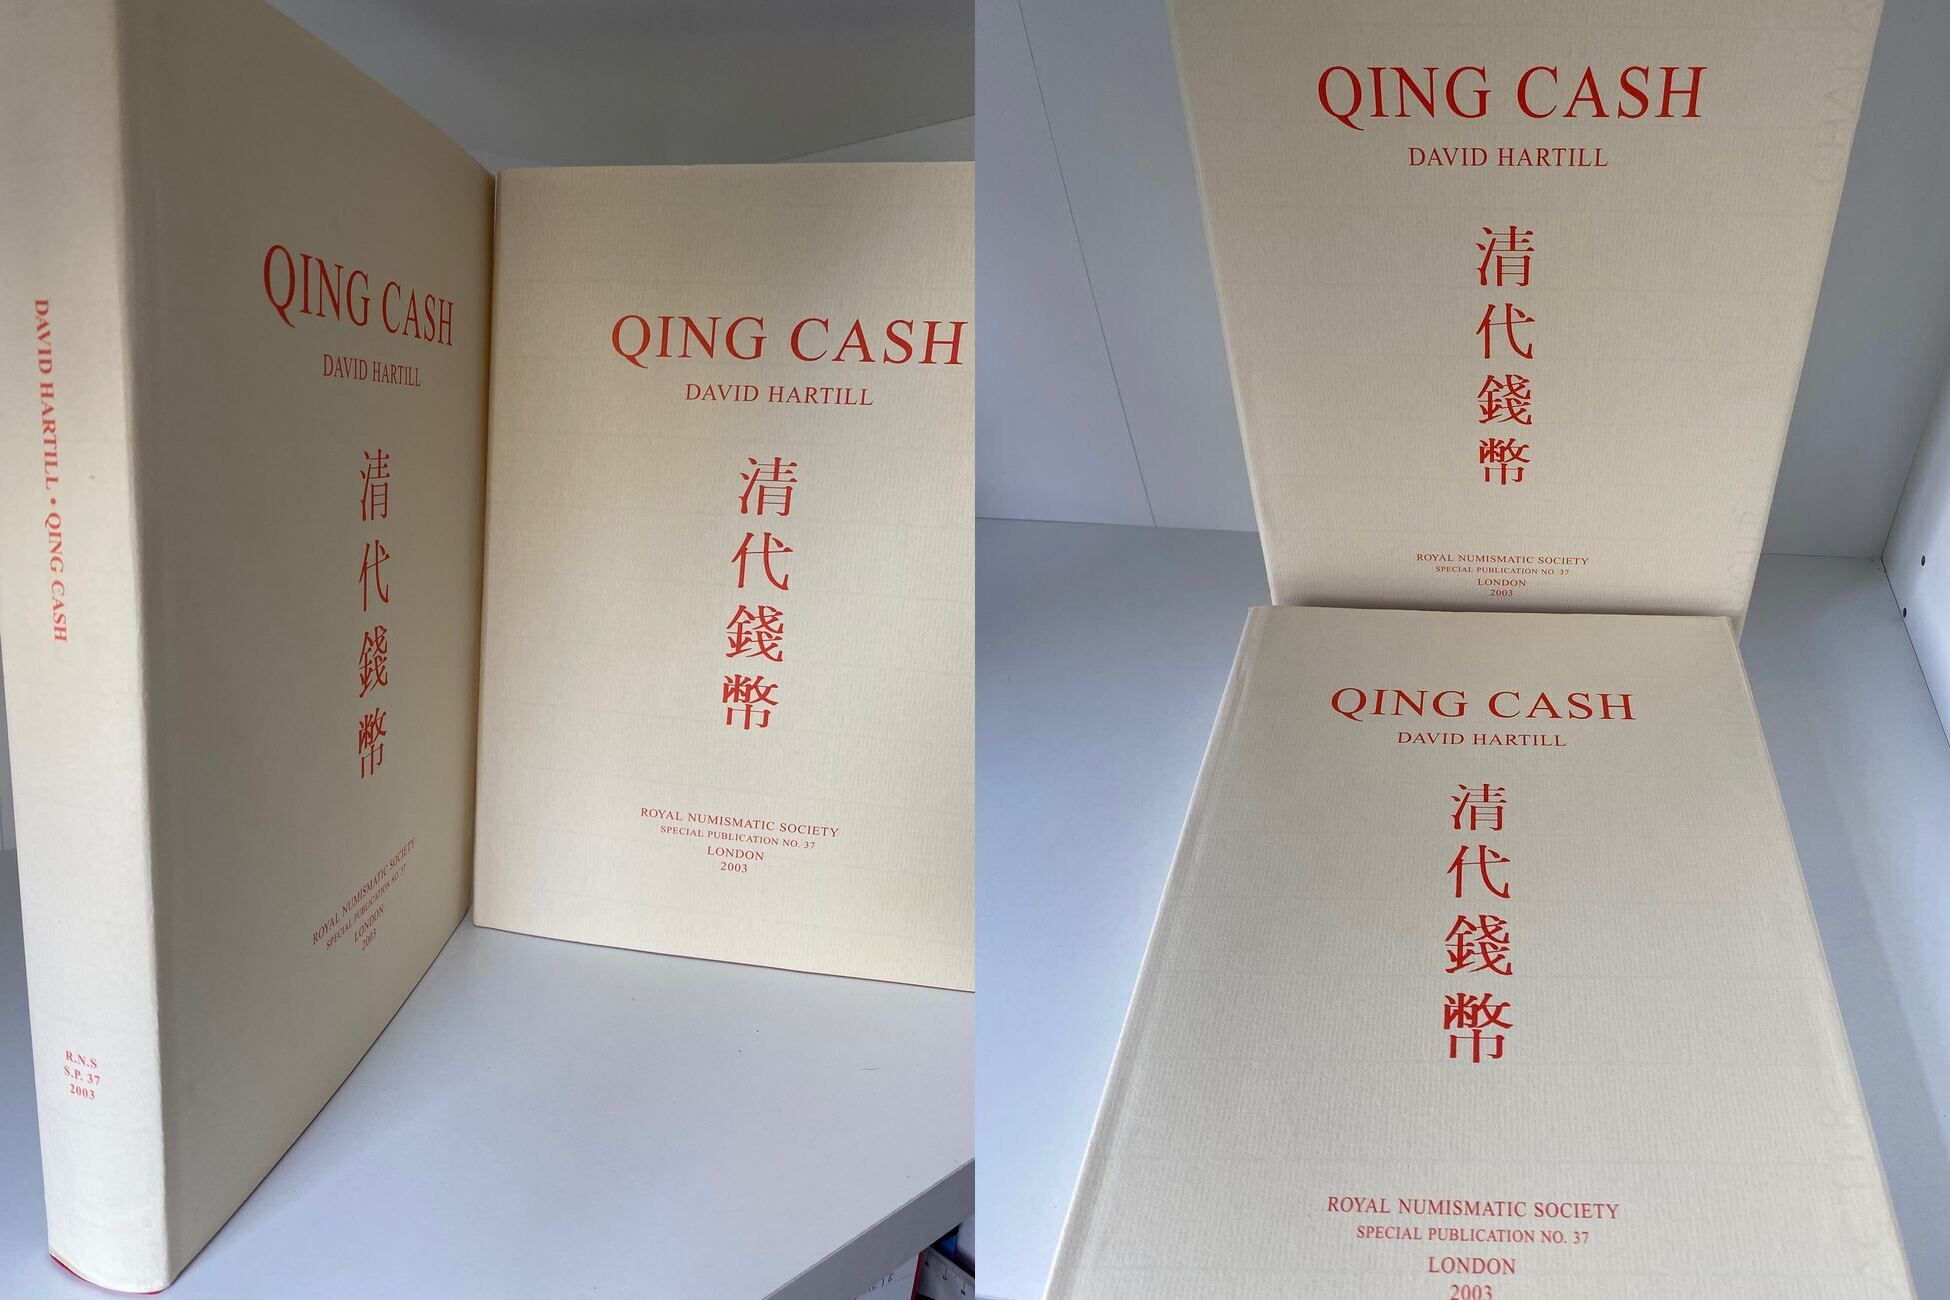 DAVID HARTILL • QING CASH
R.N.S
S.P. 37
2003
QING CASH
DAVID HARTILL
清
代
錢
幣
ROYAL NUMISMATIC SOCIETY
SPECIAL PUBLICATION NO. 37
LONDON
2003
QING CASH
DAVID HARTILL
清
代
錢
幣
ROYAL NUMISMATIC SOCIETY
SPECIAL PUBLICATION NO. 37
LONDON
2003
QING CASH
DAVID HARTILL
清
代
錢
幣
ROYAL NUMISMATIC SOCIETY
SPECIAL PUBLICATION NO. 37
LONDON
2003
QING CASH
DAVID HARTILL
清
代
錢
幣
ROYAL NUMISMATIC SOCIETY
SPECIAL PUBLICATION NO. 37
LONDON
2003